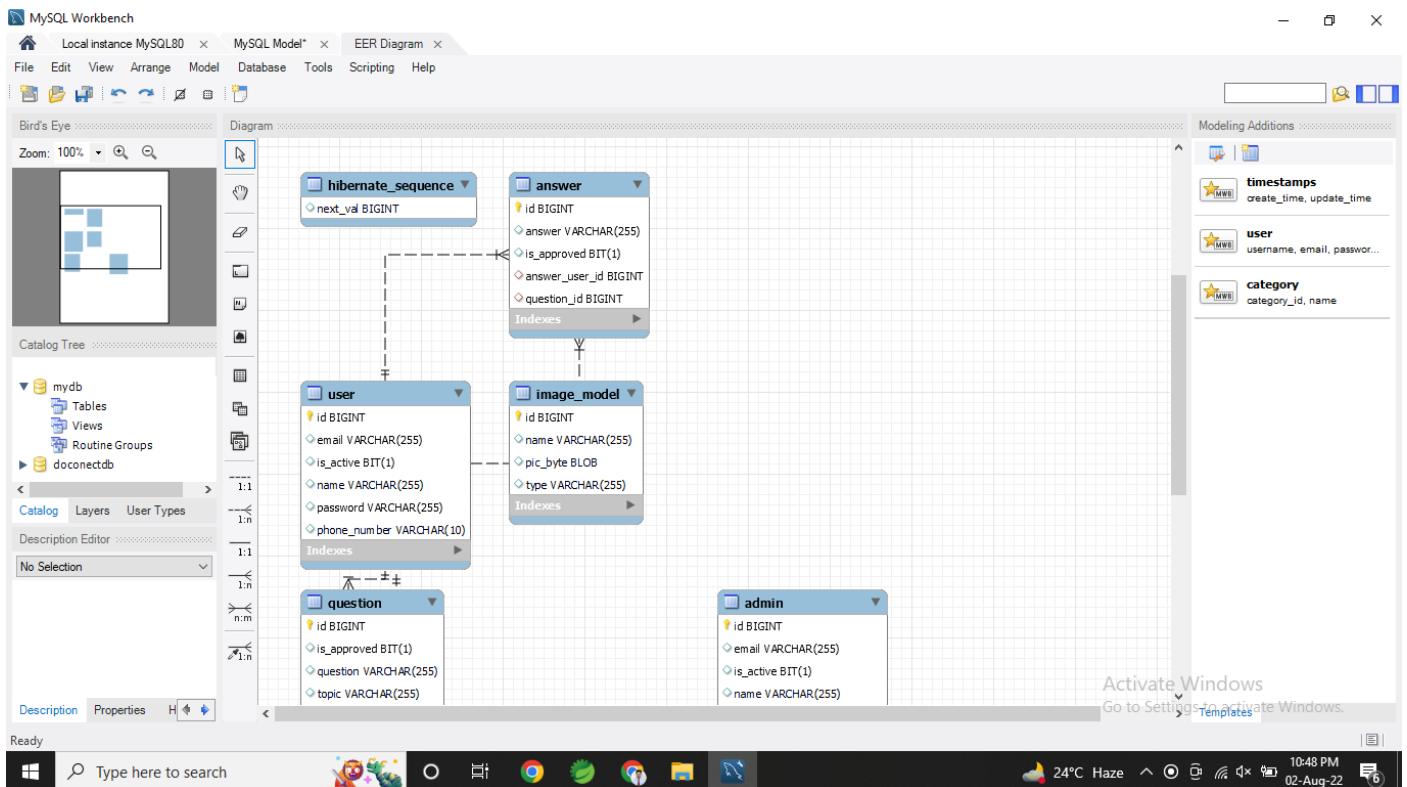 MySQL Workbench
Local instance MySQL80 × MySQL Model* × EER Diagram ×
File Edit View Arrange Model Database Tools Scripting Help
Bird's Eye
Zoom: 100%
Diagram
Modeling Additions
timestamps
create_time, update_time
user
username, email, passwor...
category
category_id, name
hibernate_sequence
next_val BIGINT
answer
id BIGINT
answer VARCHAR(255)
is_approved BIT(1)
answer_user_id BIGINT
question_id BIGINT
Indexes
Catalog Tree
mydb
Tables
Views
Routine Groups
doconectdb
Catalog Layers User Types
Description Editor
No Selection
Description Properties H
1:1
1:n
1:1
1:n
n:m
1:n
user
id BIGINT
email VARCHAR(255)
is_active BIT(1)
name VARCHAR(255)
password VARCHAR(255)
phone_number VARCHAR(10)
Indexes
image_model
id BIGINT
name VARCHAR(255)
pic_byte BLOB
type VARCHAR(255)
Indexes
question
id BIGINT
is_approved BIT(1)
question VARCHAR(255)
topic VARCHAR(255)
admin
id BIGINT
email VARCHAR(255)
is_active BIT(1)
name VARCHAR(255)
Activate Windows
Go to Settings to activate Windows.
Templates
Ready
Type here to search
24°C Haze
10:48 PM
02-Aug-22
6